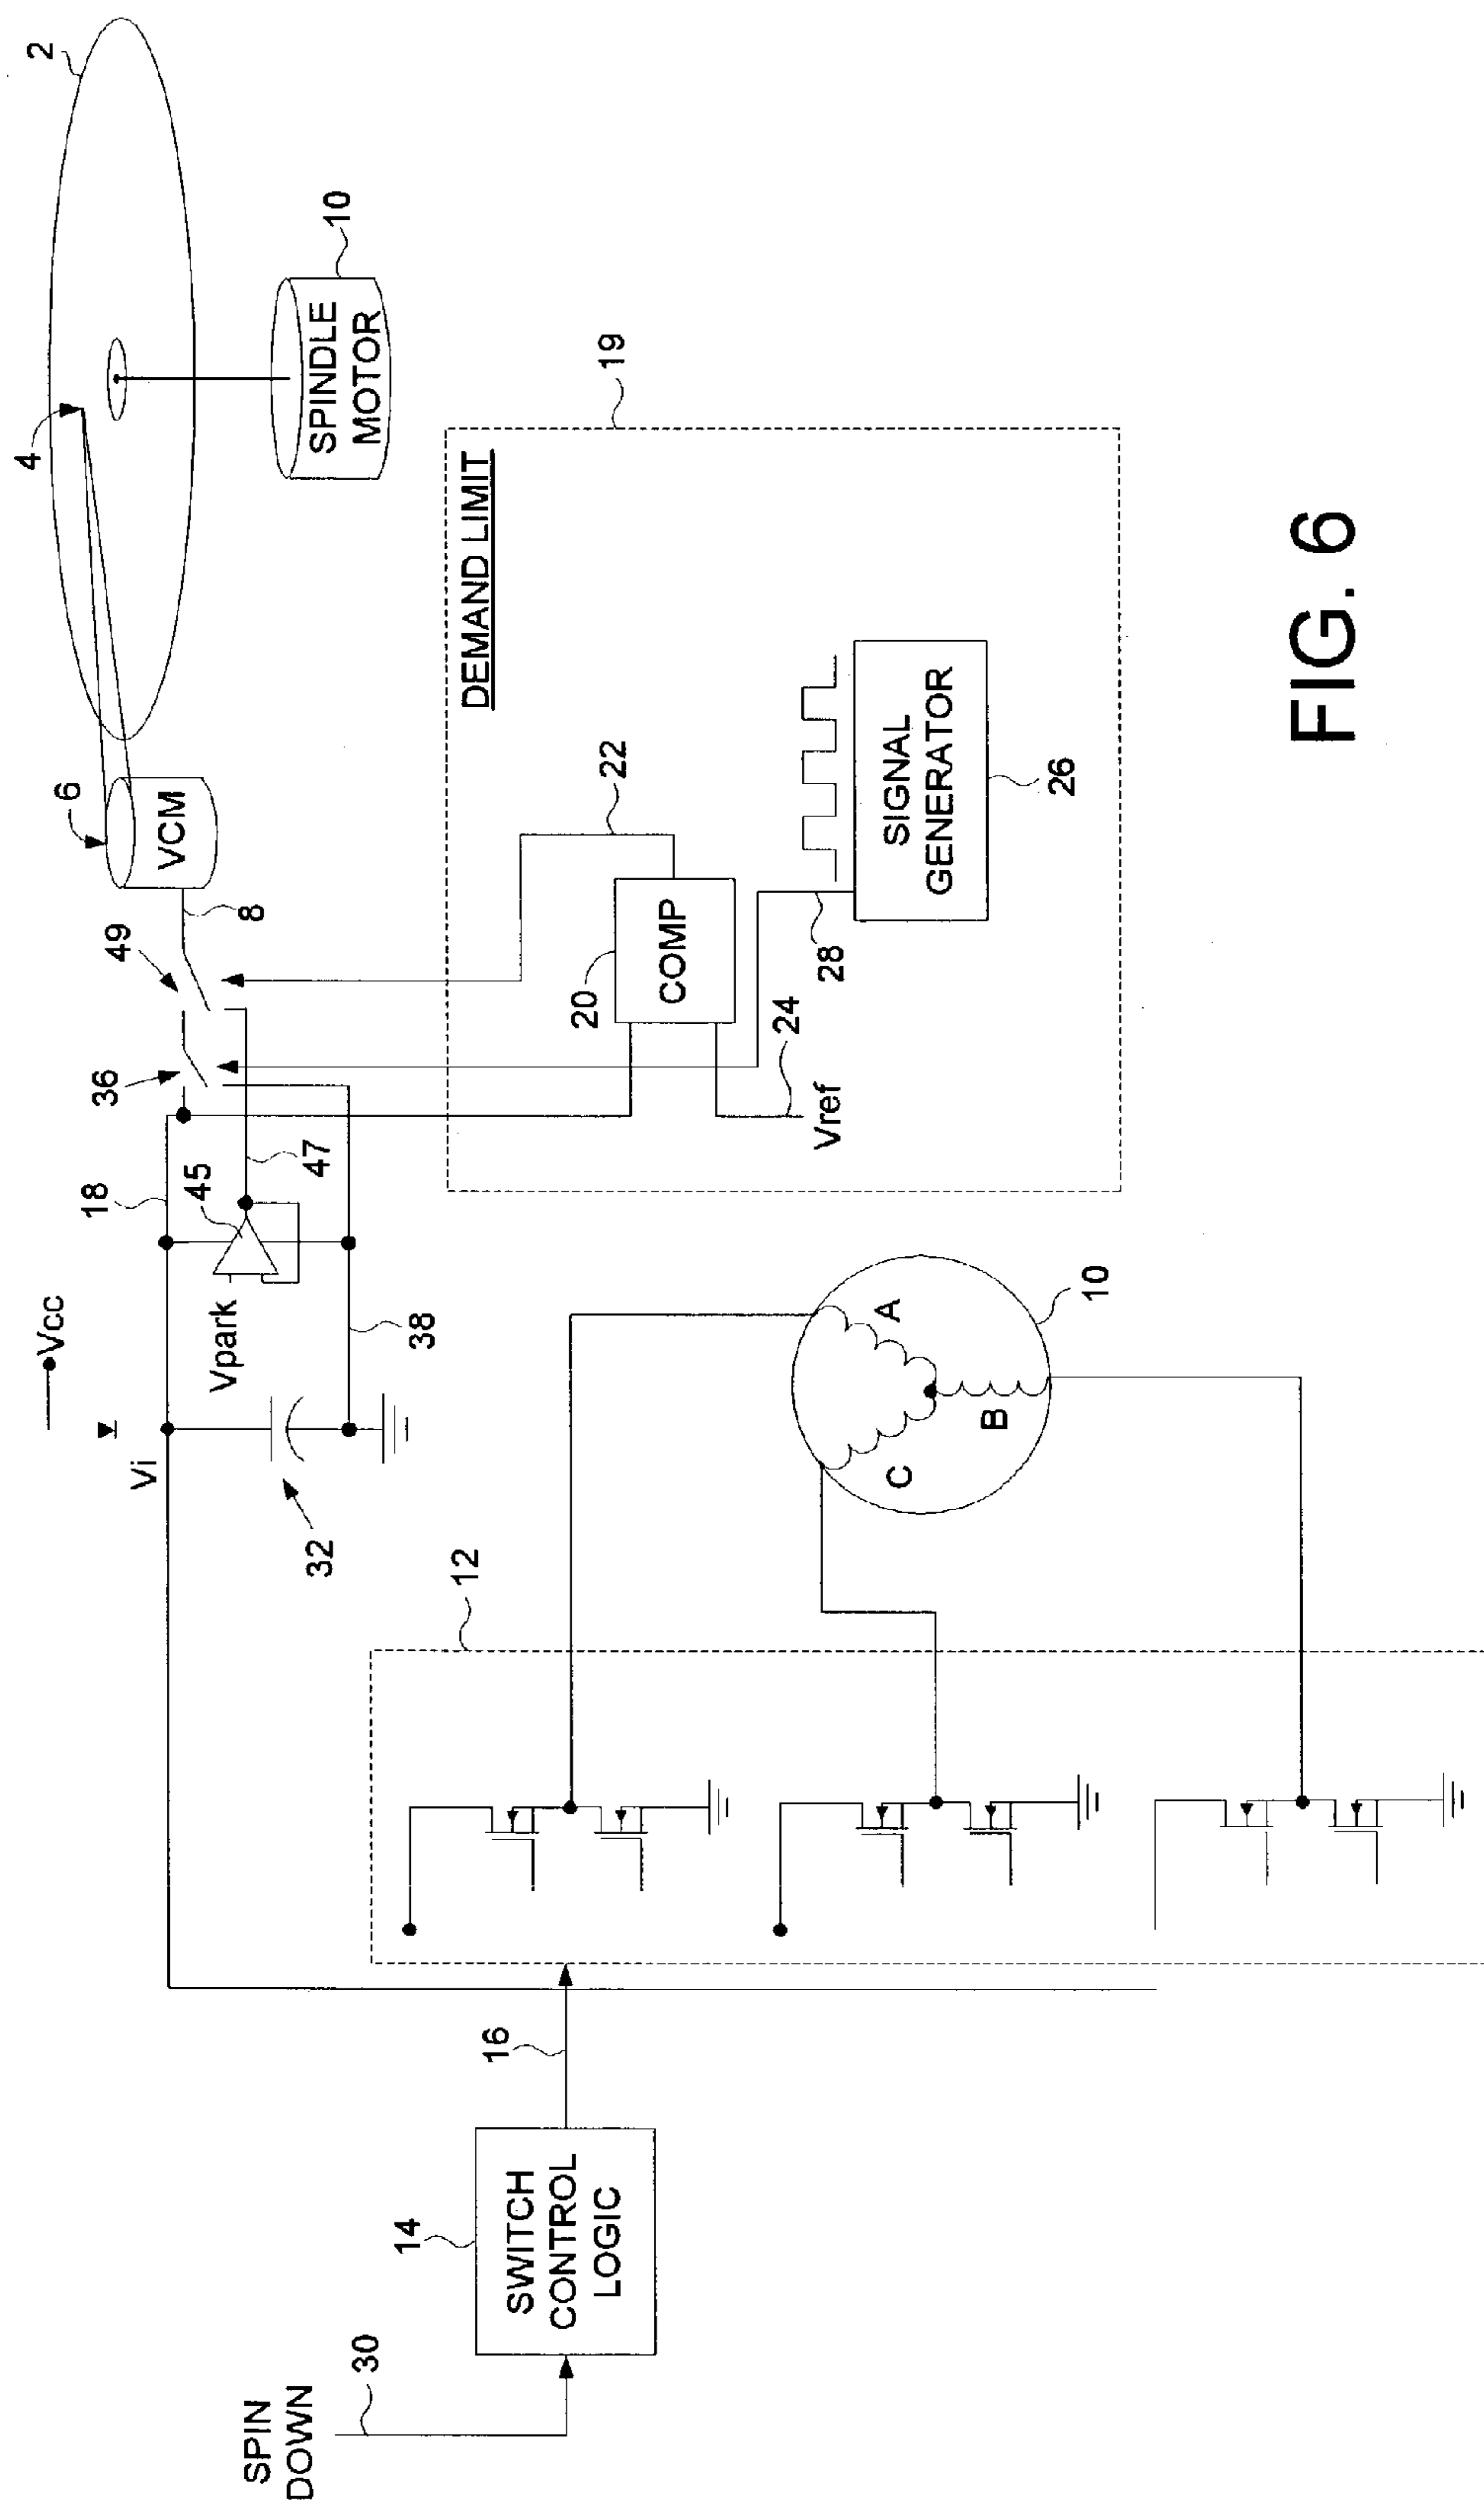 2
4
6
VCM
8
49
36
18
45
47
Vcc
Vpark
38
Vi
32
SPINDLE
MOTOR
10
19
DEMAND LIMIT
22
20
COMP
24
Vref
28
SIGNAL
GENERATOR
26
12
A
B
C
10
16
14
SWITCH
CONTROL
LOGIC
30
SPIN
DOWN
FIG. 6